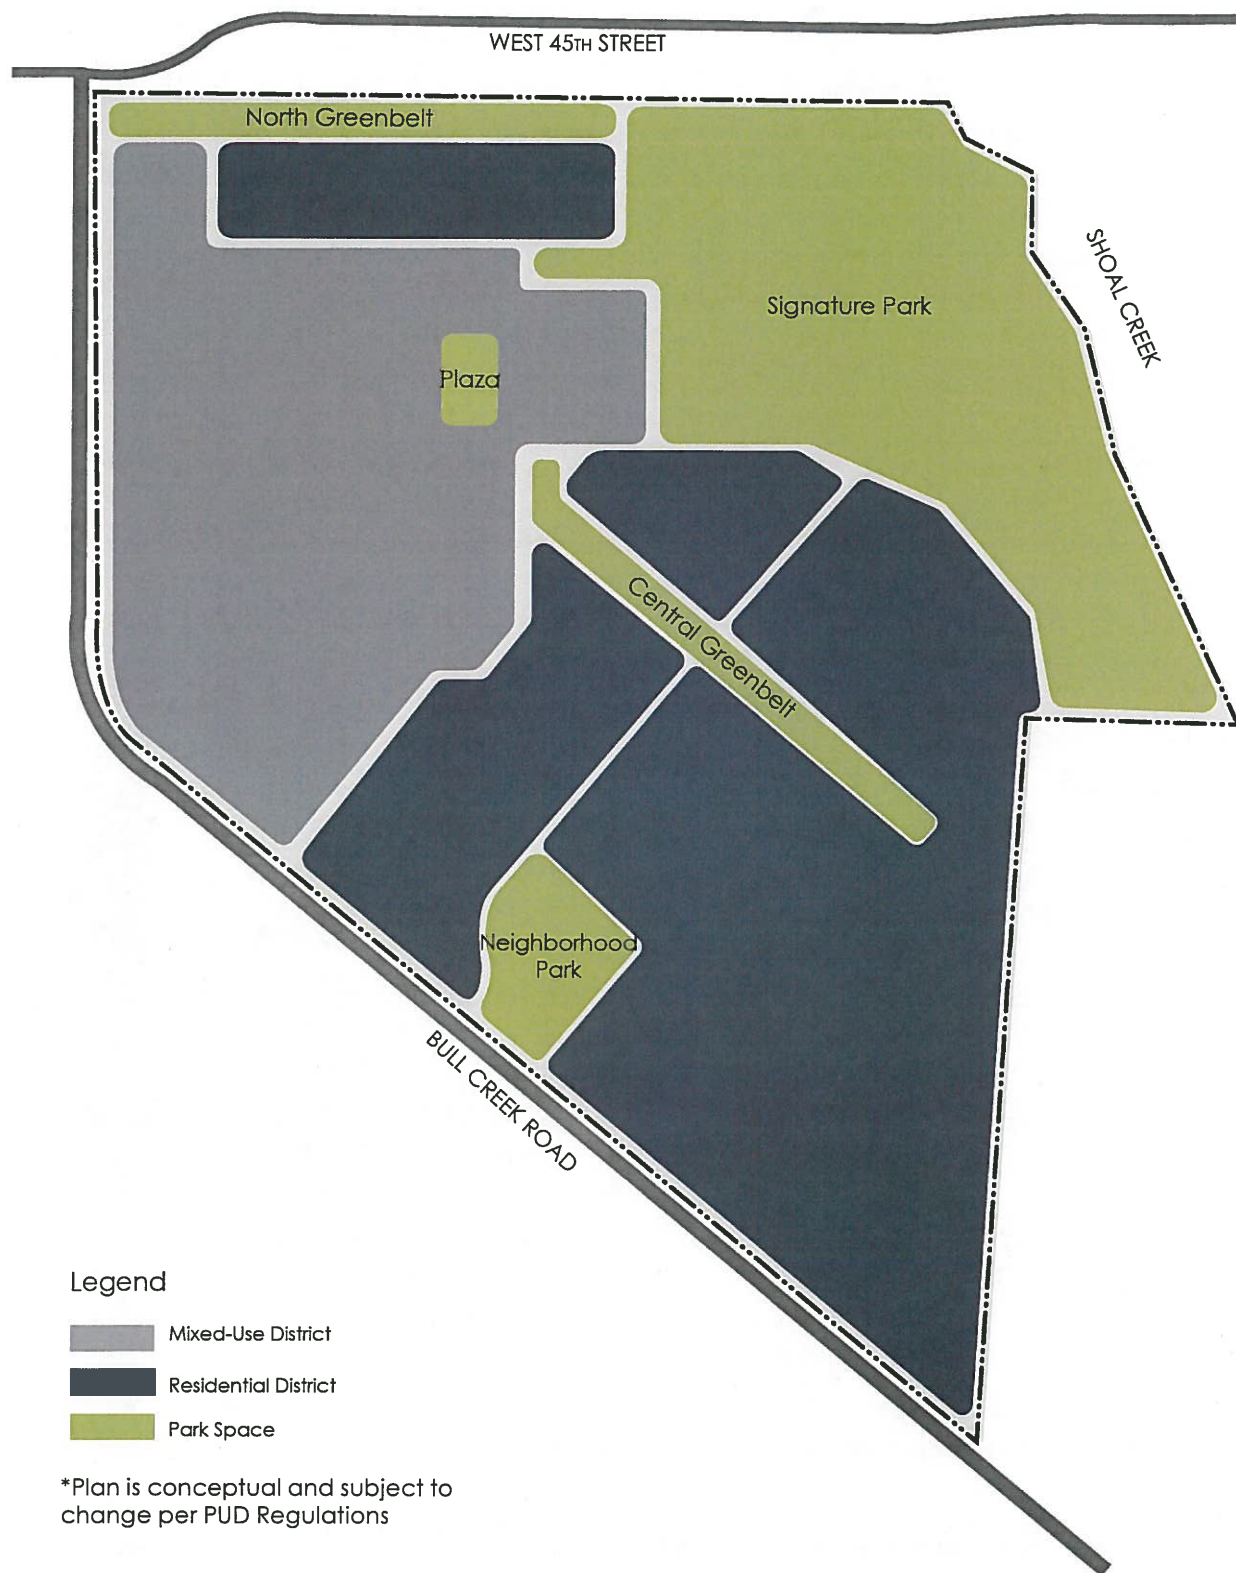 WEST 45TH STREET
North Greenbelt
SHOAL CREEK
Signature Park
Plaza
Central Greenbelt
Neighborhood
Park
BULL CREEK ROAD
Legend
Mixed-Use District
Residential District
Park Space
*Plan is conceptual and subject to
change per PUD Regulations